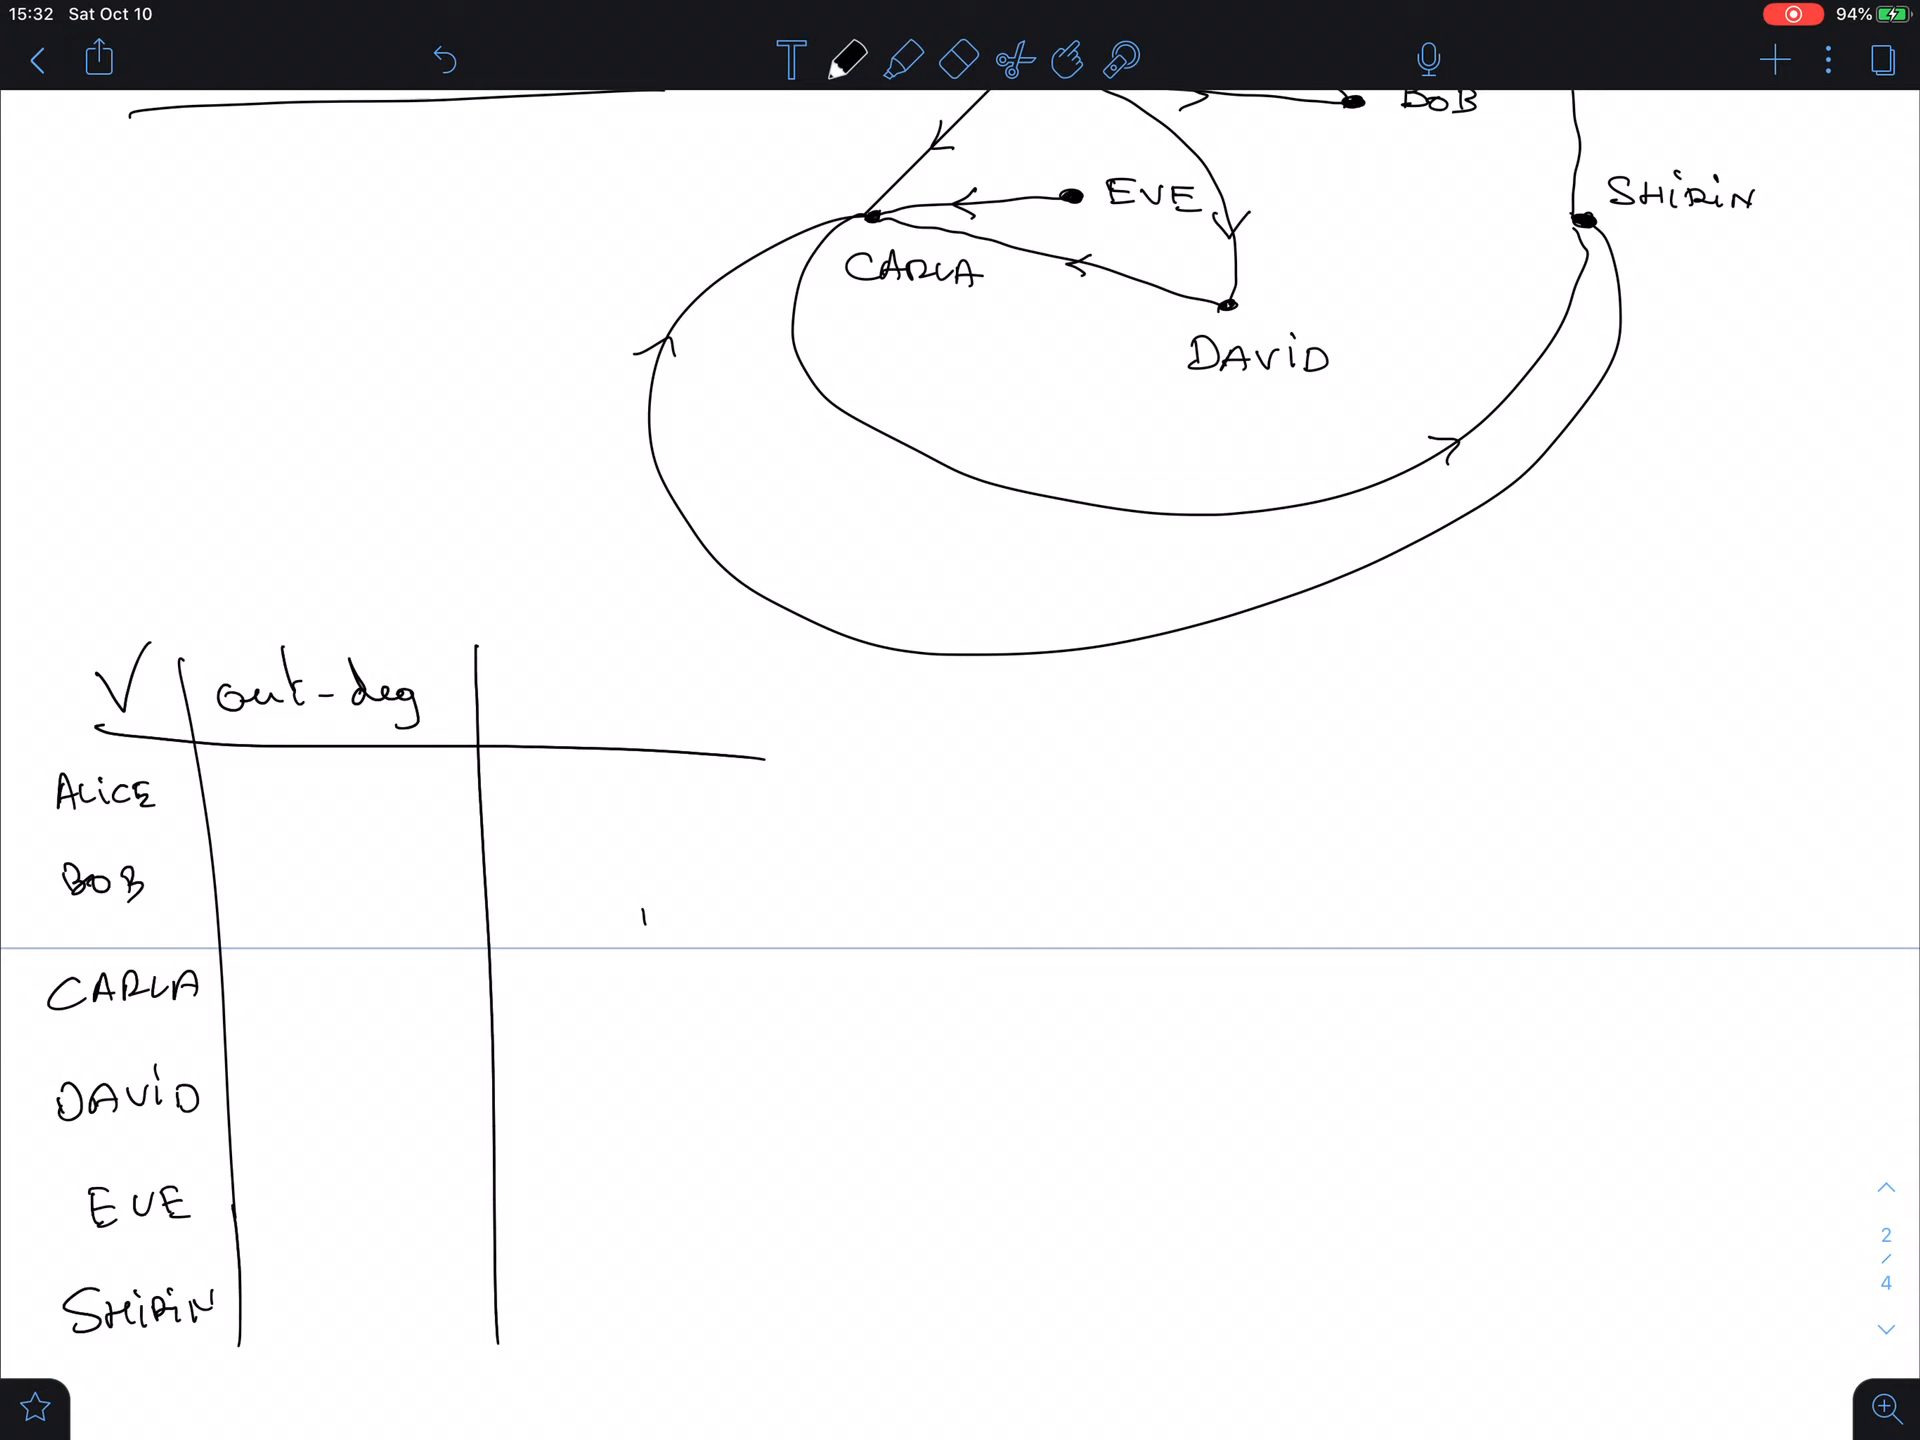 15:32 Sat Oct 10
94%
BOB
EVE
SHIRIN
CARLA
DAVID
V out-deg
ALICE
BOB
CARLA
DAVID
EVE
SHIRIN
2
/
4